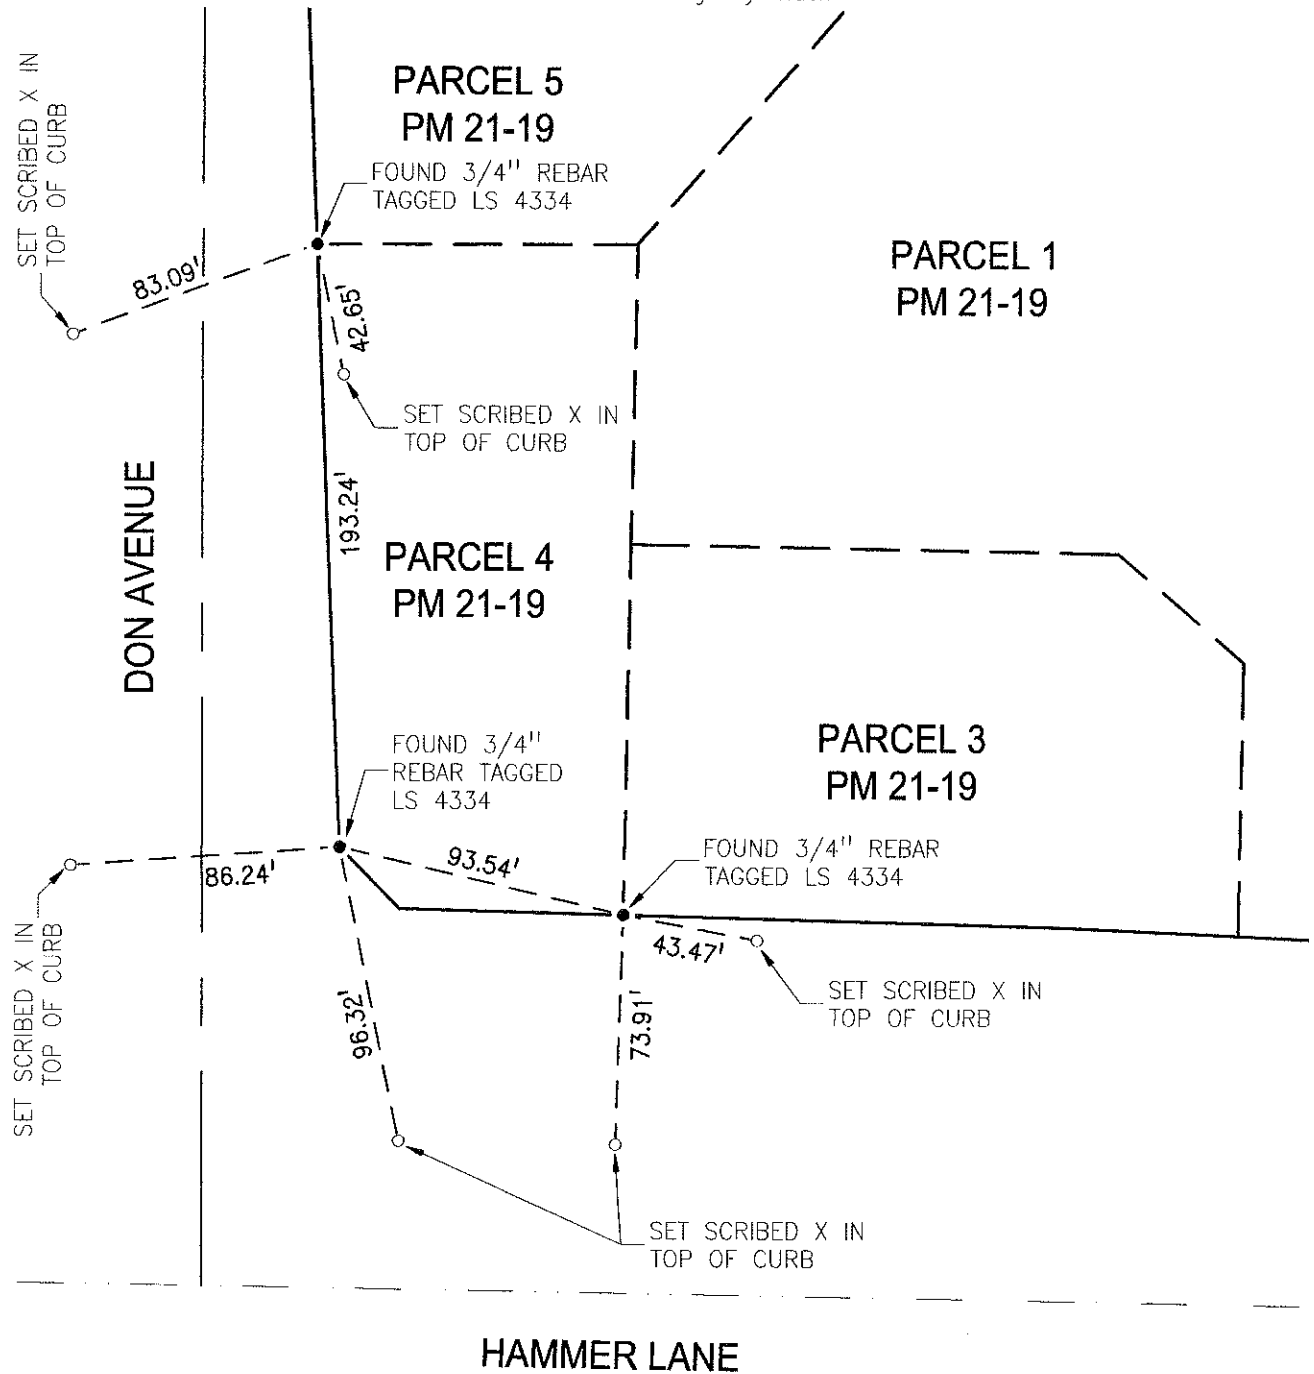 PARCEL 5
PM 21-19
FOUND 3/4" REBAR
TAGGED LS 4334
SET SCRIBED X IN
TOP OF CURB
83.09'
42.65'
SET SCRIBED X IN
TOP OF CURB
PARCEL 1
PM 21-19
DON AVENUE
193.24'
PARCEL 4
PM 21-19
PARCEL 3
PM 21-19
FOUND 3/4"
REBAR TAGGED
LS 4334
86.24'
93.54'
FOUND 3/4" REBAR
TAGGED LS 4334
43.47'
SET SCRIBED X IN
TOP OF CURB
SET SCRIBED X IN
TOP OF CURB
96.32'
73.91'
SET SCRIBED X IN
TOP OF CURB
HAMMER LANE